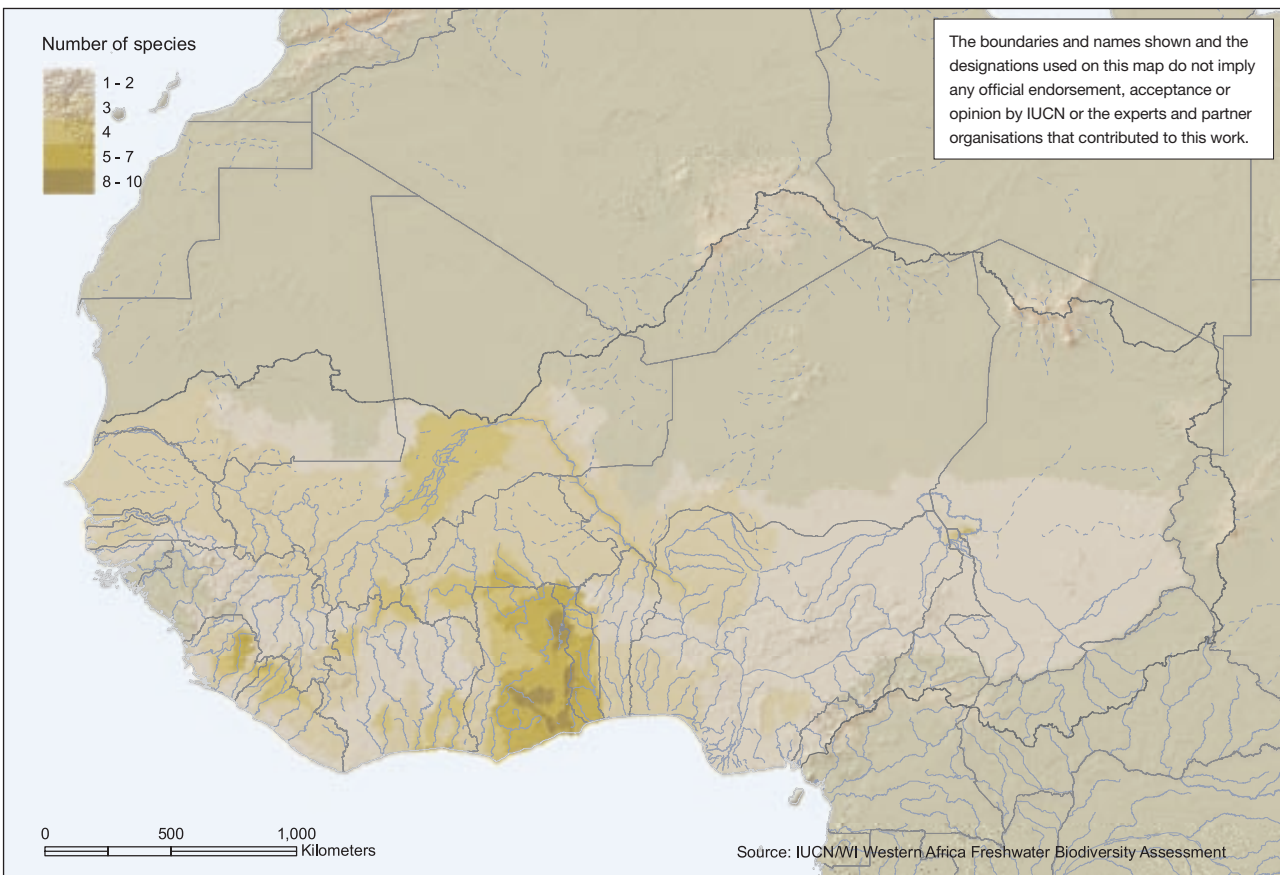 Number of species
1 - 2
3
4
5 - 7
8 - 10
The boundaries and names shown and the
designations used on this map do not imply
any official endorsement, acceptance or
opinion by IUCN or the experts and partner
organisations that contributed to this work.
0 500 1,000
Kilometers
Source: IUCN/WI Western Africa Freshwater Biodiversity Assessment